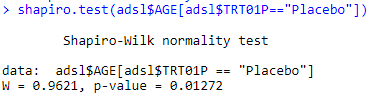 > shapiro.test(adsl$AGE[adsl$TRT01P=="Placebo"])
Shapiro-Wilk normality test
data:  adsl$AGE[adsl$TRT01P == "Placebo"]
W = 0.9621, p-value = 0.01272